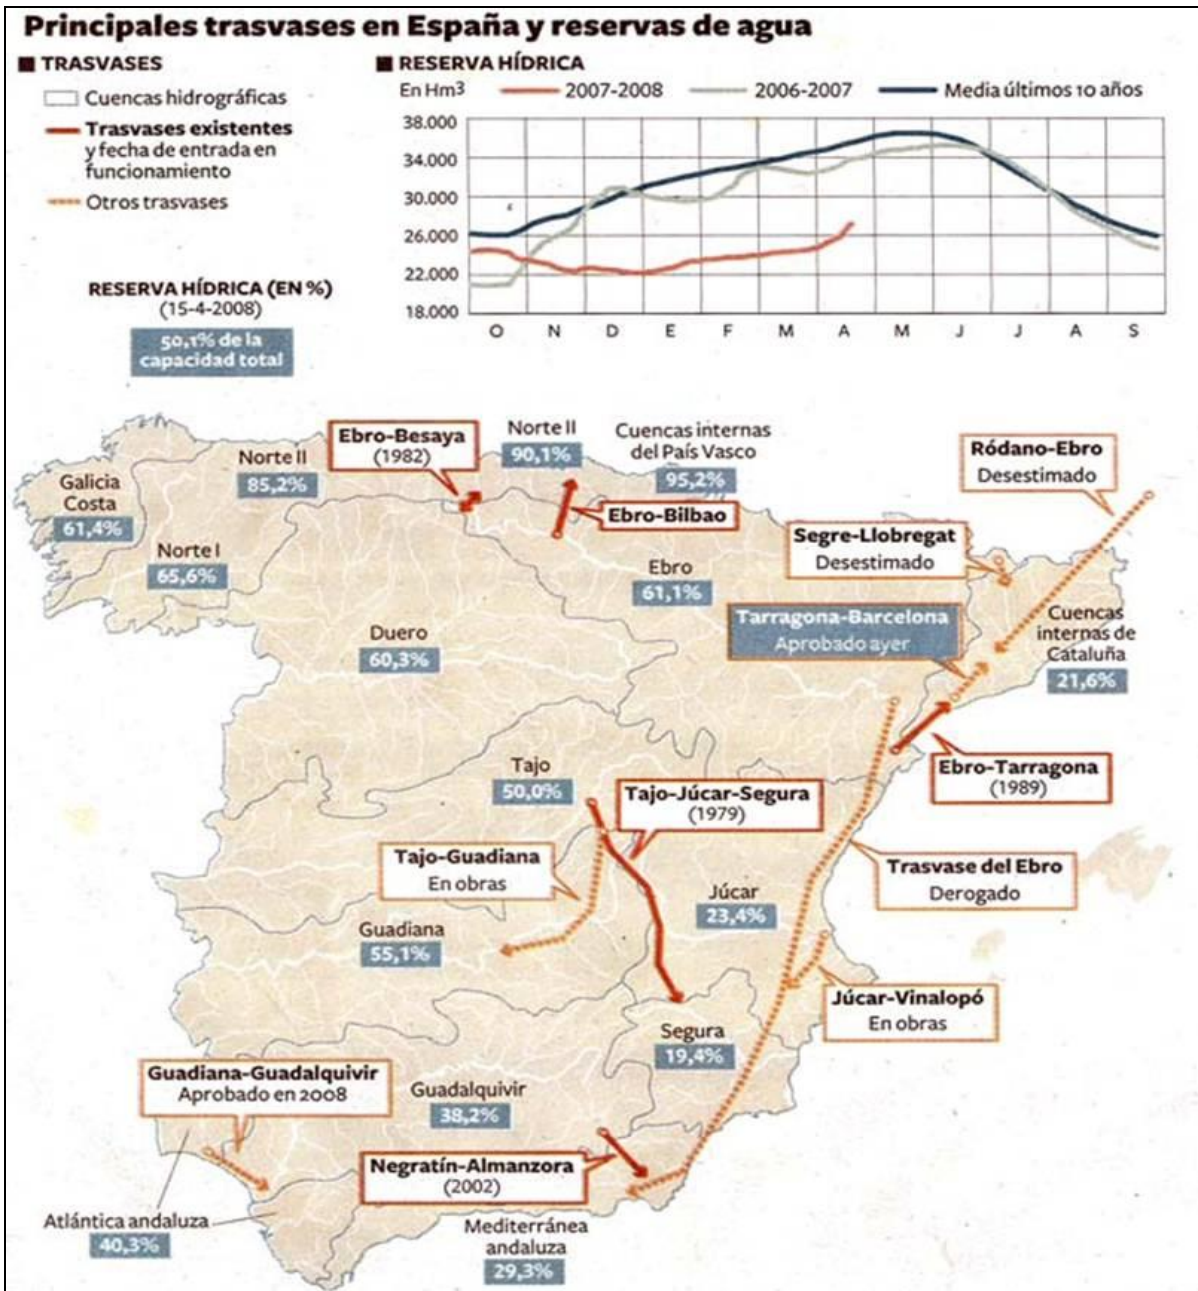 Principales trasvases en España y reservas de agua
TRASVASES
Cuencas hidrográficas
Trasvases existentes
y fecha de entrada en
funcionamiento
Otros trasvases
RESERVA HÍDRICA
En Hm3
2007-2008
2006-2007
Media últimos 10 años
38.000
34.000
30.000
26.000
22.000
18.000
O N D E F M A M J J A S
RESERVA HÍDRICA (EN %)
(15-4-2008)
50,1% de la
capacidad total
Galicia
Costa
61,4%
Norte II
85,2%
Norte I
65,6%
Ebro-Besaya
(1982)
Norte II
90,1%
Cuencas internas
del País Vasco
95,2%
Ebro-Bilbao
Ródano-Ebro
Desestimado
Segre-Llobregat
Desestimado
Ebro
61,1%
Tarragona-Barcelona
Aprobado ayer
Cuencas
internas de
Cataluña
21,6%
Duero
60,3%
Ebro-Tarragona
(1989)
Tajo
50,0%
Tajo-Júcar-Segura
(1979)
Tajo-Guadiana
En obras
Trasvase del Ebro
Derogado
Júcar
23,4%
Guadiana
55,1%
Júcar-Vinalopó
En obras
Segura
19,4%
Guadiana-Guadalquivir
Aprobado en 2008
Guadalquivir
38,2%
Negratín-Almanzora
(2002)
Atlántica andaluza
40,3%
Mediterránea
andaluza
29,3%